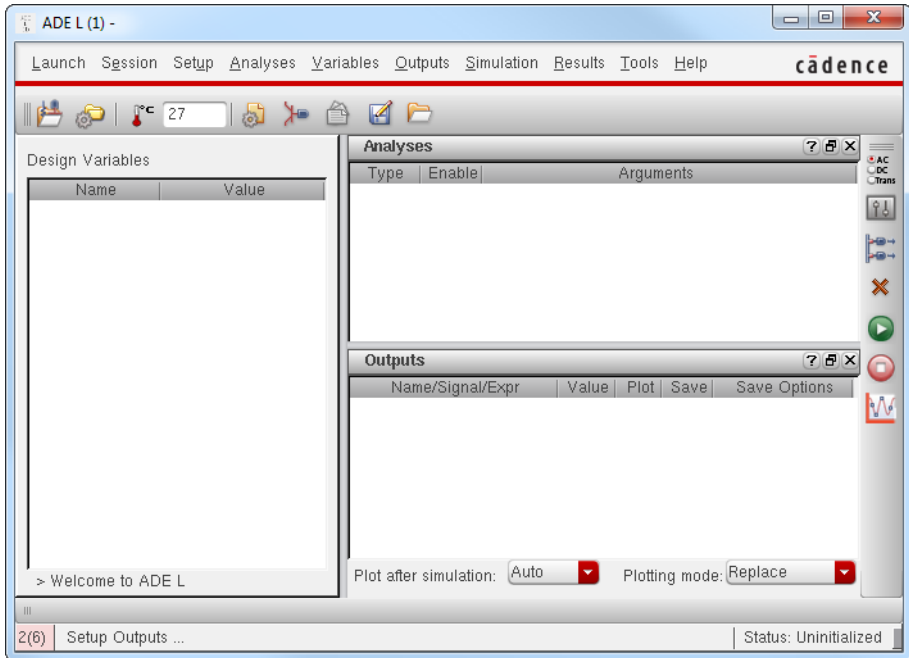 ADE L (1) -
Launch Session Setup Analyses Variables Outputs Simulation Results Tools Help cādence
°C 27
Design Variables
Name Value
> Welcome to ADE L
Analyses ?
Type Enable Arguments
Outputs ?
Name/Signal/Expr Value Plot Save Save Options
Plot after simulation: Auto Plotting mode: Replace
AC
DC
Trans
2(6) Setup Outputs ... Status: Uninitialized